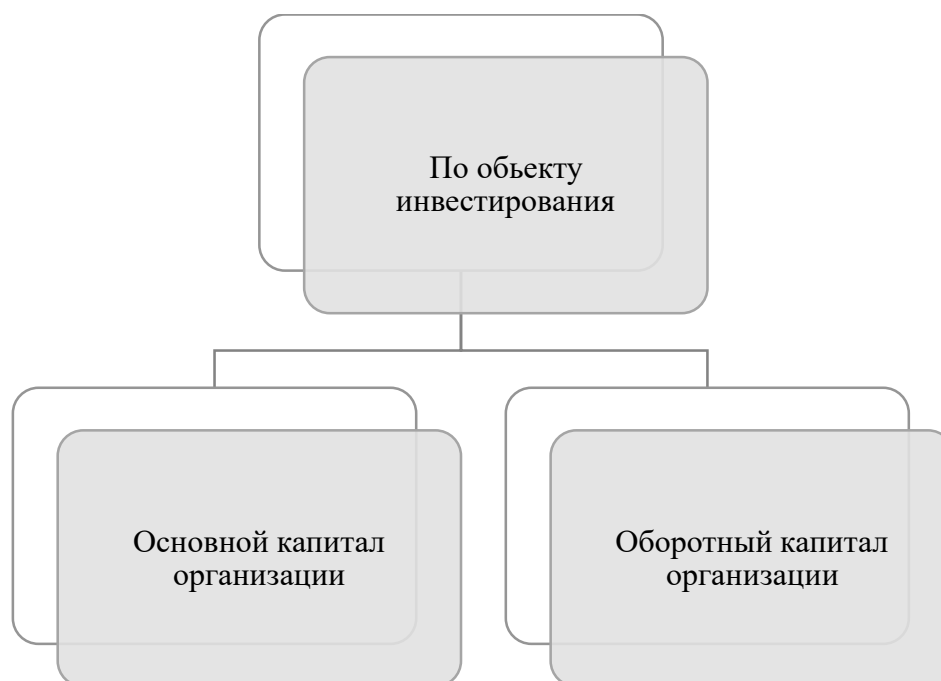 По обьекту
инвестирования
Основной капитал
организации
Оборотный капитал
организации